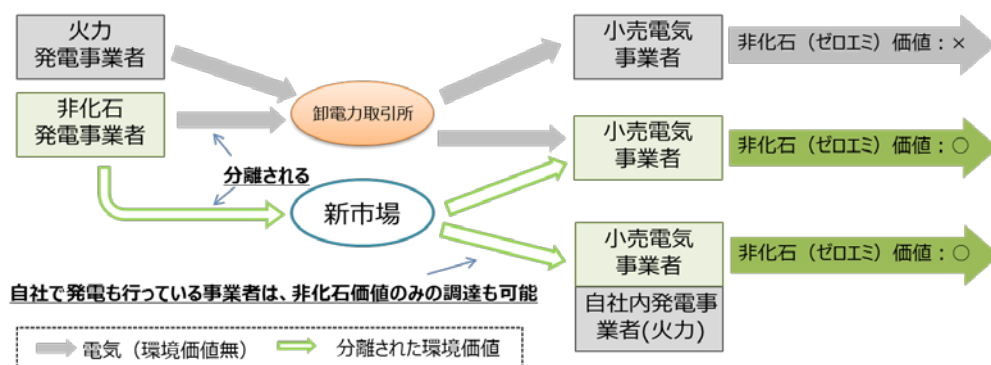 火力
発電事業者
非化石
発電事業者
卸電力取引所
分離される
新市場
小売電気
事業者
非化石（ゼロエミ）価値：×
小売電気
事業者
非化石（ゼロエミ）価値：○
小売電気
事業者
非化石（ゼロエミ）価値：○
自社内発電事
業者(火力)
自社で発電も行っている事業者は、非化石価値のみの調達も可能
電気（環境価値無）
分離された環境価値